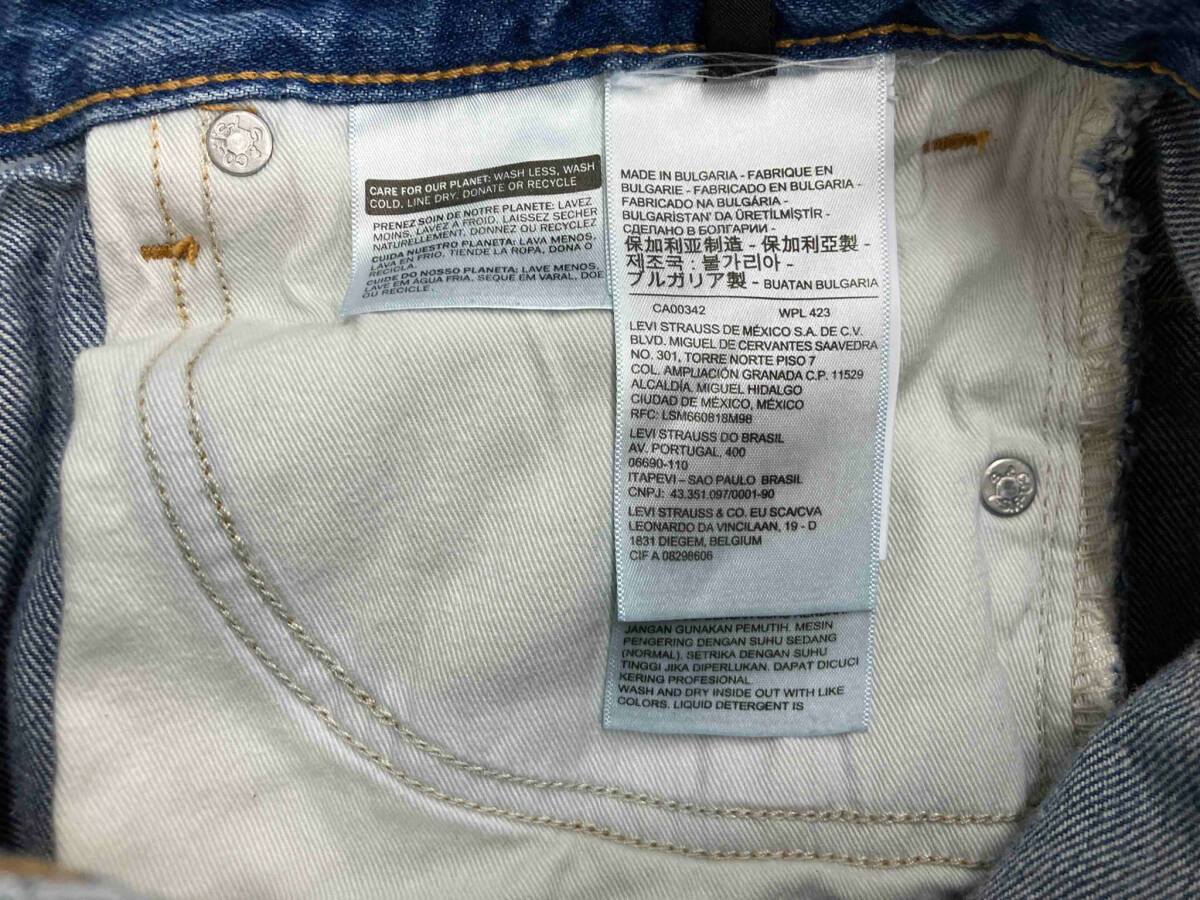 CARE FOR OUR PLANET: WASH LESS, WASH
COLD, LINE DRY, DONATE OR RECYCLE
PRENEZ SOIN DE NOTRE PLANETE: LAVEZ
MOINS, LAVEZ A FROID, LAISSEZ SECHER
NATURELLEMENT, DONNEZ OU RECYCLEZ
CUIDA NUESTRO PLANETA: LAVA MENOS,
LAVA EN FRIO, TIENDE LA ROPA, DONA O
RECICLA.
CUIDE DO NOSSO PLANETA: LAVE MENOS,
LAVE EM ÁGUA FRIA, SEQUE EM VARAL, DOE
OU RECICLE.
MADE IN BULGARIA - FABRIQUE EN
BULGARIE - FABRICADO EN BULGARIA -
FABRICADO NA BULGÁRIA -
BULGARİSTAN' DA ÜRETİLMİŞTİR -
СДЕЛАНО В БОЛГАРИИ -
保加利亚制造 - 保加利亞製 -
제조국 : 불가리아 -
ブルガリア製 - BUATAN BULGARIA
CA00342 WPL 423
LEVI STRAUSS DE MÉXICO S.A. DE C.V.
BLVD. MIGUEL DE CERVANTES SAAVEDRA
NO. 301, TORRE NORTE PISO 7
COL. AMPLIACIÓN GRANADA C.P. 11529
ALCALDÍA. MIGUEL HIDALGO
CIUDAD DE MÉXICO, MÉXICO
RFC: LSM660818M98
LEVI STRAUSS DO BRASIL
AV. PORTUGAL, 400
06690-110
ITAPEVI – SAO PAULO BRASIL
CNPJ: 43.351.097/0001-90
LEVI STRAUSS & CO. EU SCA/CVA
LEONARDO DA VINCILAAN, 19 - D
1831 DIEGEM, BELGIUM
CIF A 08298606
JANGAN GUNAKAN PEMUTIH. MESIN
PENGERING DENGAN SUHU SEDANG
(NORMAL). SETRIKA DENGAN SUHU
TINGGI JIKA DIPERLUKAN. DAPAT DICUCI
KERING PROFESIONAL.
WASH AND DRY INSIDE OUT WITH LIKE
COLORS. LIQUID DETERGENT IS